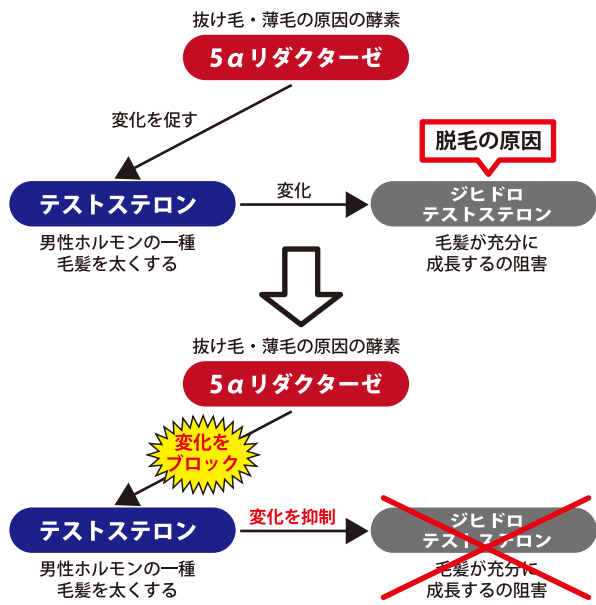 抜け毛・薄毛の原因の酵素
5αリダクターゼ
変化を促す
脱毛の原因
テストステロン
変化
ジヒドロ
テストステロン
男性ホルモンの一種
毛髪を太くする
毛髪が充分に
成長するの阻害
抜け毛・薄毛の原因の酵素
5αリダクターゼ
変化を
ブロック
テストステロン
変化を抑制
ジヒドロ
テストステロン
男性ホルモンの一種
毛髪を太くする
毛髪が充分に
成長するの阻害